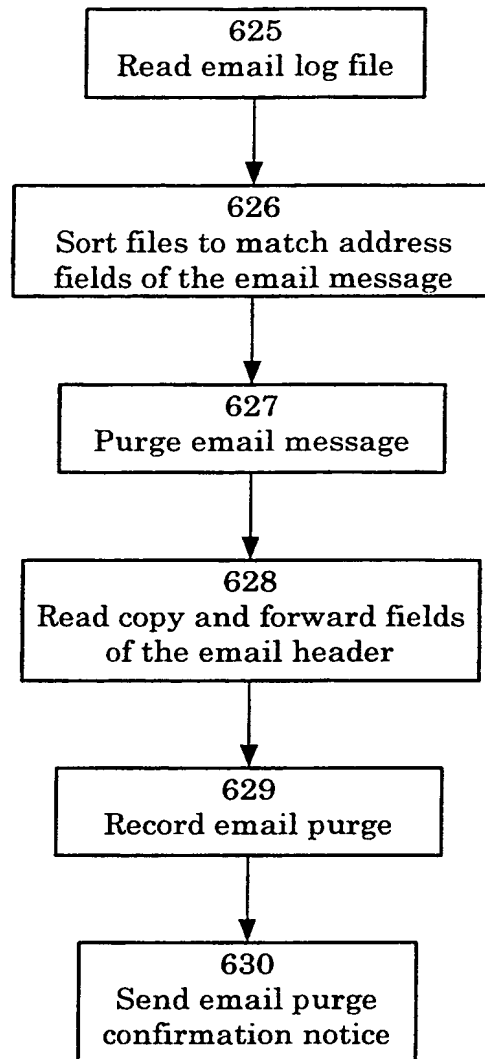 625
Read email log file
626
Sort files to match address
fields of the email message
627
Purge email message
628
Read copy and forward fields
of the email header
629
Record email purge
630
Send email purge
confirmation notice